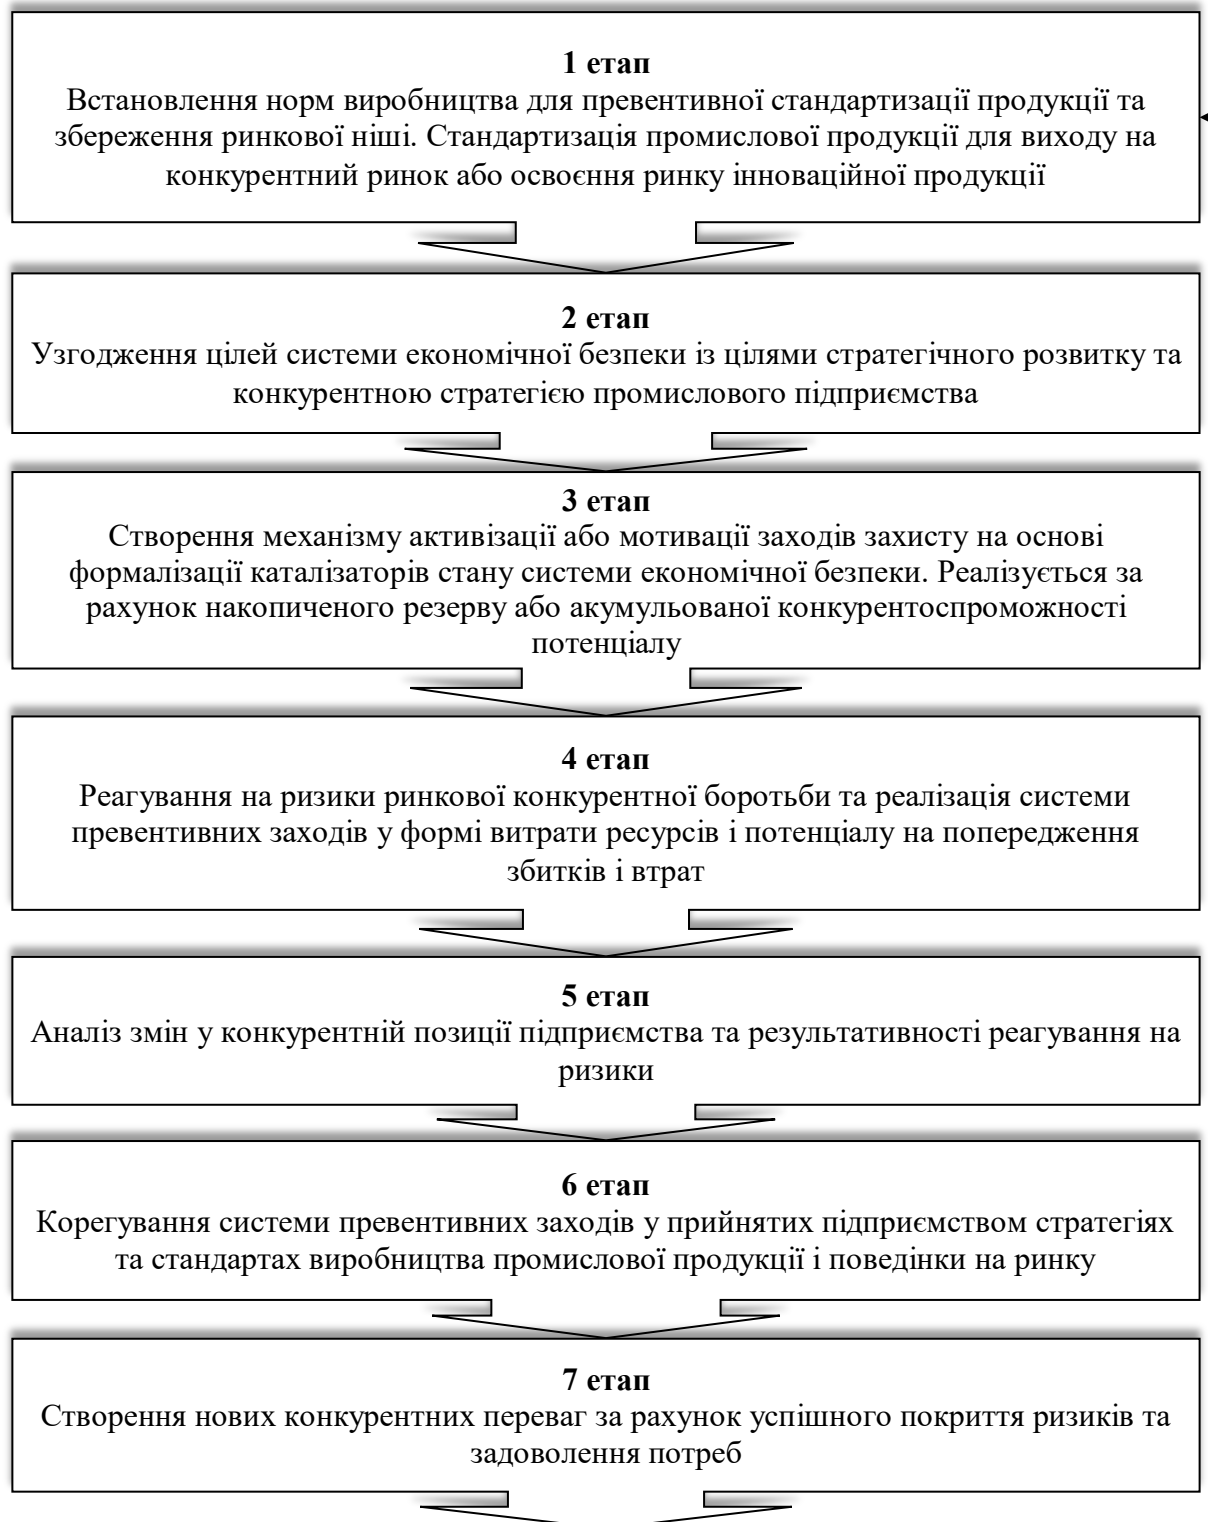 1 етап
Встановлення норм виробництва для превентивної стандартизації продукції та
збереження ринкової ніші. Стандартизація промислової продукції для виходу на
конкурентний ринок або освоєння ринку інноваційної продукції
2 етап
Узгодження цілей системи економічної безпеки із цілями стратегічного розвитку та
конкурентною стратегією промислового підприємства
3 етап
Створення механізму активізації або мотивації заходів захисту на основі
формалізації каталізаторів стану системи економічної безпеки. Реалізується за
рахунок накопиченого резерву або акумульованої конкурентоспроможності
потенціалу
4 етап
Реагування на ризики ринкової конкурентної боротьби та реалізація системи
превентивних заходів у формі витрати ресурсів і потенціалу на попередження
збитків і втрат
5 етап
Аналіз змін у конкурентній позиції підприємства та результативності реагування на
ризики
6 етап
Корегування системи превентивних заходів у прийнятих підприємством стратегіях
та стандартах виробництва промислової продукції і поведінки на ринку
7 етап
Створення нових конкурентних переваг за рахунок успішного покриття ризиків та
задоволення потреб